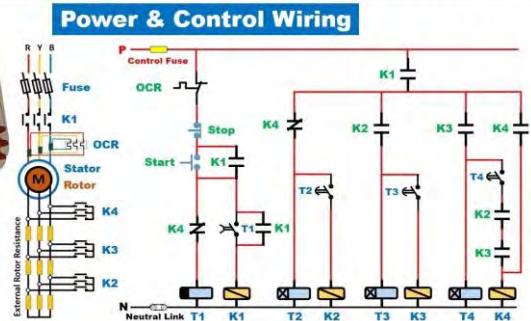 Power & Control Wiring
R Y B
P
Control Fuse
K1
Fuse
OCR
K1
OCR
Stop
K4
K2
K3
K4
Stator
Start
K1
Rotor
M
T2
T3
T4
K4
K4
T1
K1
K2
K3
K3
K2
External Rotor Resistance
N
Neutral Link
T1
K1
T2
K2
T3
K3
T4
K4